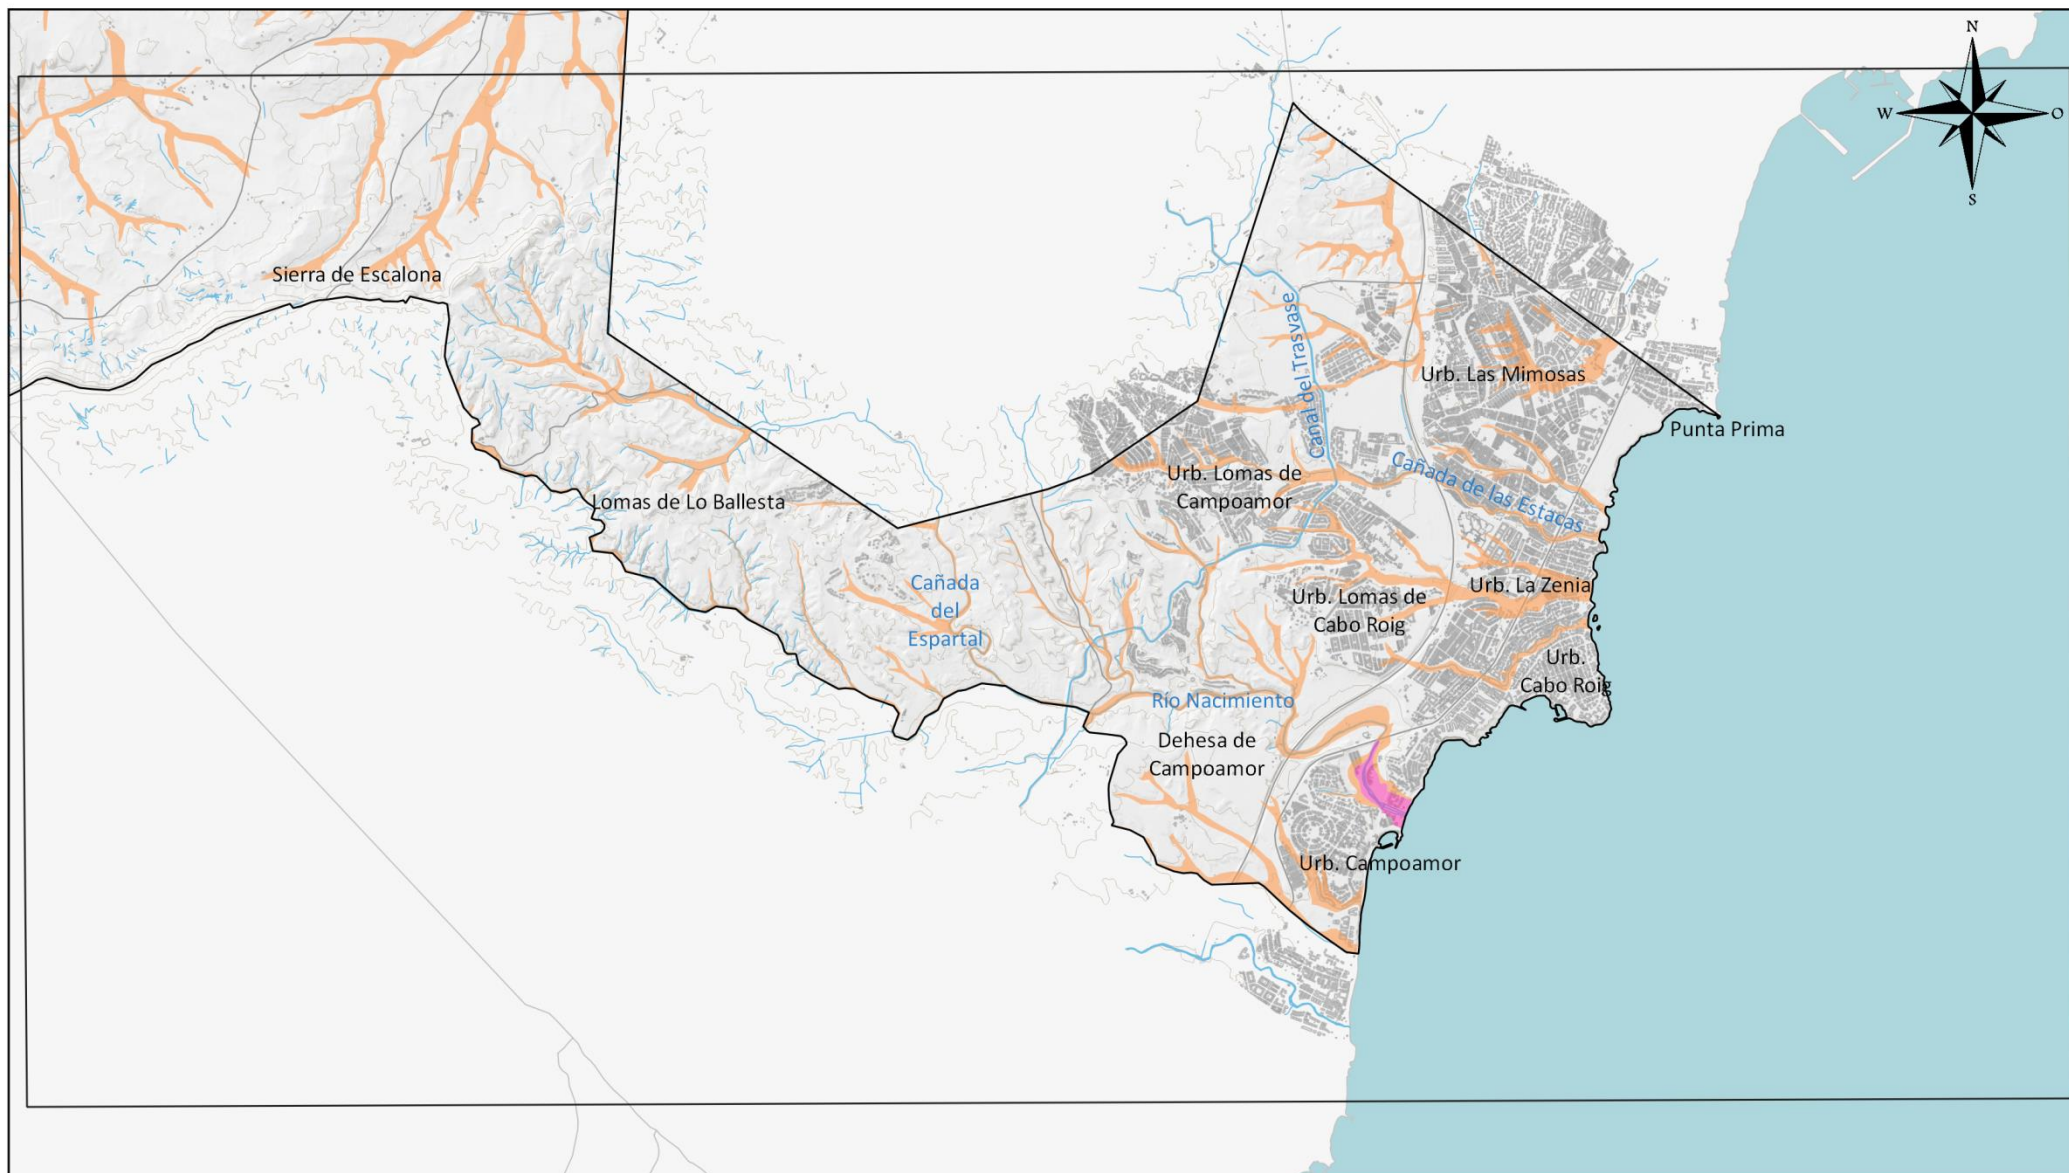 N
W
O
S
Sierra de Escalona
Canal del Trasvase
Urb. Las Mimosas
Punta Prima
Urb. Lomas de
Campoamor
Cañada de las Estacas
Lomas de Lo Ballesta
Cañada
del
Espartal
Urb. La Zenia
Urb. Lomas de
Cabo Roig
Urb.
Cabo Roig
Río Nacimiento
Dehesa de
Campoamor
Urb. Campoamor